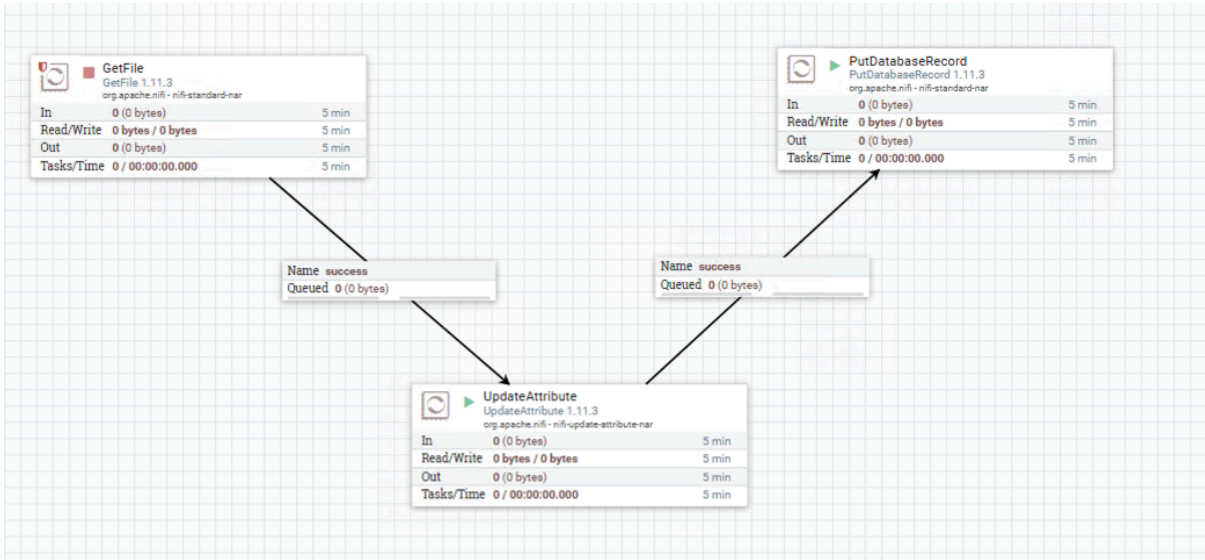 GetFile
GetFile 1.11.3
org.apache.nifi - nifi-standard-nar
In 0 (0 bytes) 5 min
Read/Write 0 bytes / 0 bytes 5 min
Out 0 (0 bytes) 5 min
Tasks/Time 0 / 00:00:00.000 5 min
PutDatabaseRecord
PutDatabaseRecord 1.11.3
org.apache.nifi - nifi-standard-nar
In 0 (0 bytes) 5 min
Read/Write 0 bytes / 0 bytes 5 min
Out 0 (0 bytes) 5 min
Tasks/Time 0 / 00:00:00.000 5 min
Name success
Queued 0 (0 bytes)
Name success
Queued 0 (0 bytes)
UpdateAttribute
UpdateAttribute 1.11.3
org.apache.nifi - nifi-update-attribute-nar
In 0 (0 bytes) 5 min
Read/Write 0 bytes / 0 bytes 5 min
Out 0 (0 bytes) 5 min
Tasks/Time 0 / 00:00:00.000 5 min